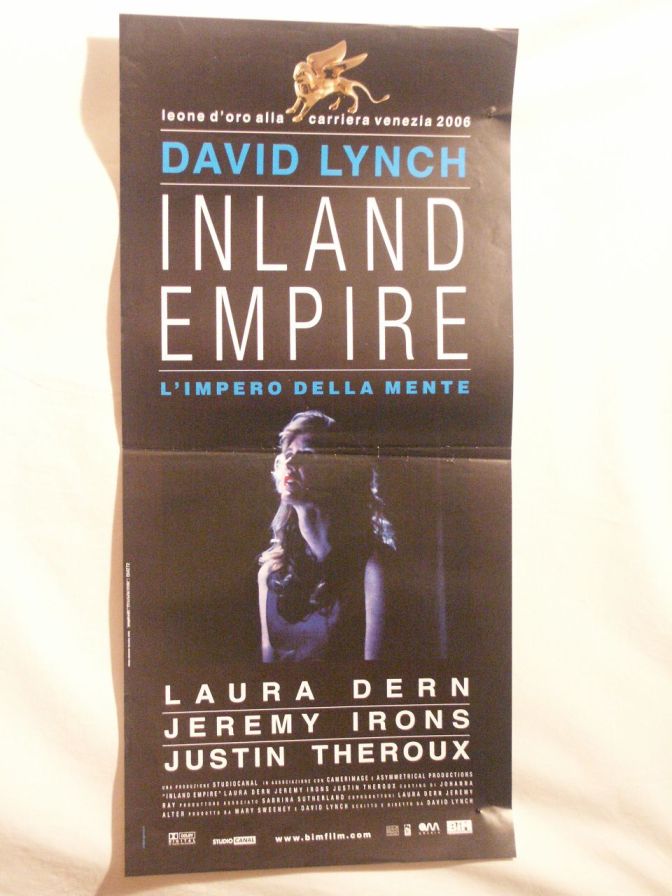 leone d'oro alla carriera venezia 2006
DAVID LYNCH
INLAND
EMPIRE
L'IMPERO DELLA MENTE
LAURA DERN
JEREMY IRONS
JUSTIN THEROUX
UNA PRODUZIONE STUDIOCANAL IN ASSOCIAZIONE CON CAMERIMAGE E ASYMMETRICAL PRODUCTIONS
"INLAND EMPIRE" LAURA DERN JEREMY IRONS JUSTIN THEROUX CASTING DI JOHANNA
RAY PRODUTTORE ASSOCIATO SABRINA SUTHERLAND COPRODUTTORI LAURA DERN JEREMY
ALTER PRODOTTO DA MARY SWEENEY E DAVID LYNCH SCRITTO E DIRETTO DA DAVID LYNCH
DOLBY DIGITAL STUDIOCANAL www.bimfilm.com